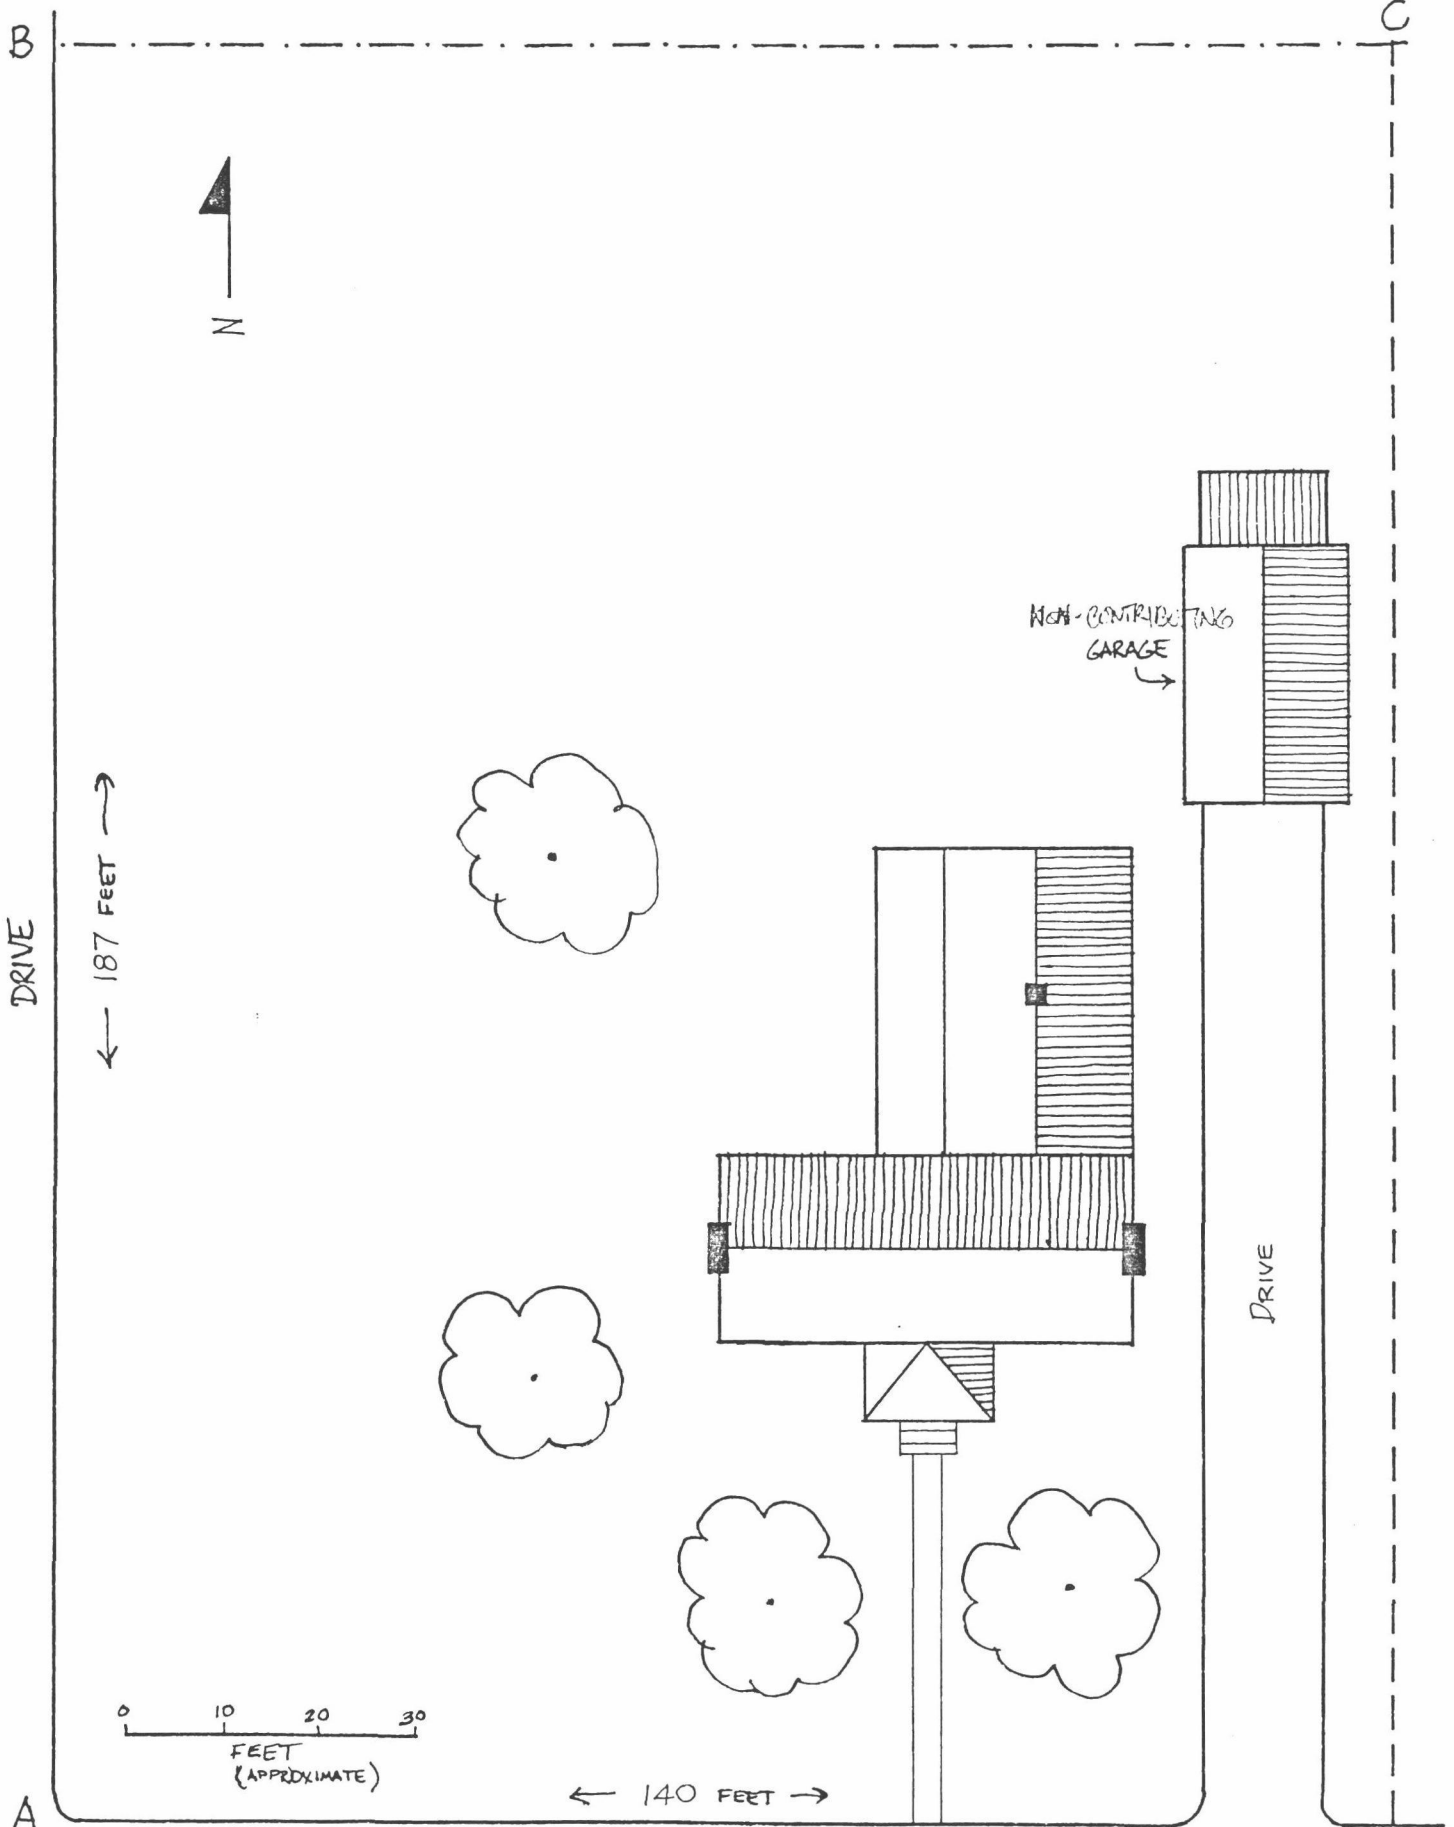 B
C
N
NON-CONTRIBUTING
GARAGE
DRIVE
← 187 FEET →
DRIVE
0 10 20 30
FEET
(APPROXIMATE)
← 140 FEET →
A